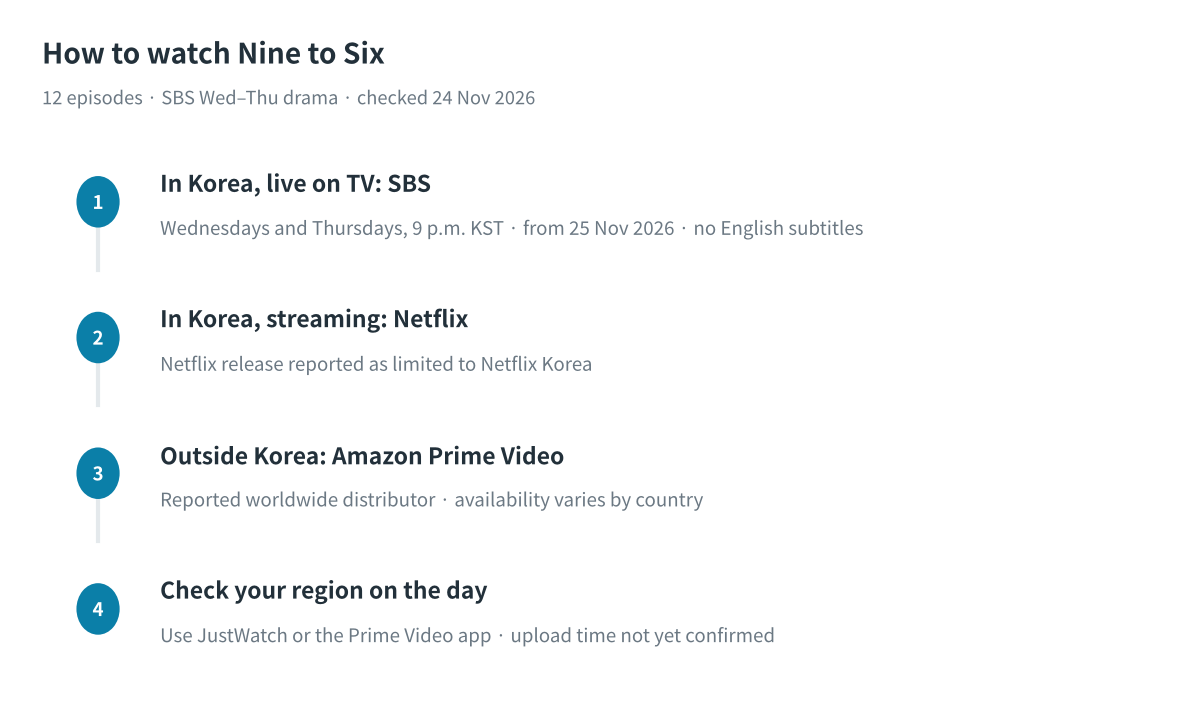 How to watch Nine to Six
12 episodes · SBS Wed–Thu drama · checked 24 Nov 2026
1
In Korea, live on TV: SBS
Wednesdays and Thursdays, 9 p.m. KST · from 25 Nov 2026 · no English subtitles
2
In Korea, streaming: Netflix
Netflix release reported as limited to Netflix Korea
3
Outside Korea: Amazon Prime Video
Reported worldwide distributor · availability varies by country
4
Check your region on the day
Use JustWatch or the Prime Video app · upload time not yet confirmed